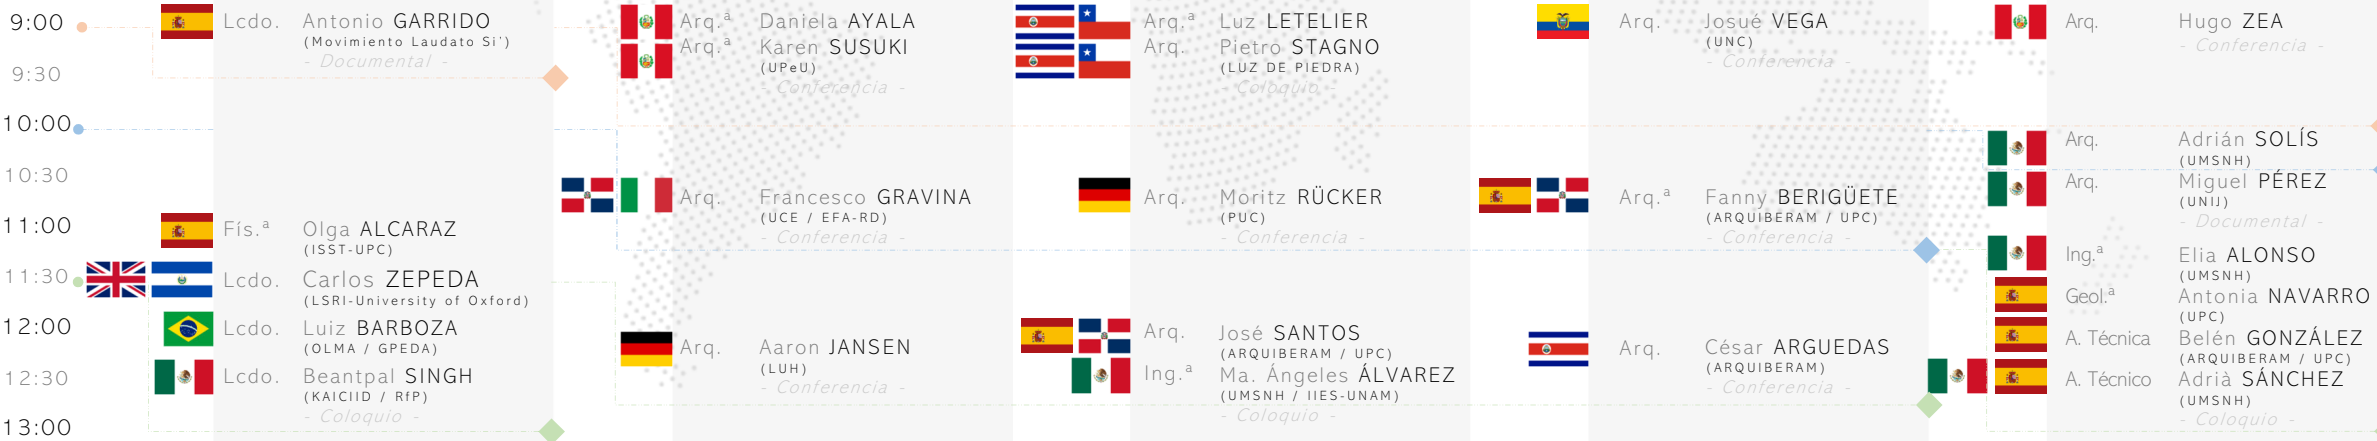 9:00
9:30
10:00
10:30
11:00
11:30
12:00
12:30
13:00
Lcdo. Antonio GARRIDO
(Movimiento Laudato Si')
- Documental -
Fís.ª Olga ALCARAZ
(ISST-UPC)
Lcdo. Carlos ZEPEDA
(LSRI-University of Oxford)
Lcdo. Luiz BARBOZA
(OLMA / GPEDA)
Lcdo. Beantpal SINGH
(KAICIID / RfP)
- Coloquio -
Arq.ª Daniela AYALA
Arq.ª Karen SUSUKI
(UPeU)
- Conferencia -
Arq. Francesco GRAVINA
(UCE / EFA-RD)
- Conferencia -
Arq. Aaron JANSEN
(LUH)
- Conferencia -
Arq.ª Luz LETELIER
Arq. Pietro STAGNO
(LUZ DE PIEDRA)
- Coloquio -
Arq. Moritz RÜCKER
(PUC)
- Conferencia -
Arq. José SANTOS
(ARQUIBERAM / UPC)
Ing.ª Ma. Ángeles ÁLVAREZ
(UMSNH / IIES-UNAM)
- Coloquio -
Arq. Josué VEGA
(UNC)
- Conferencia -
Arq.ª Fanny BERIGÜETE
(ARQUIBERAM / UPC)
- Conferencia -
Arq. César ARGUEDAS
(ARQUIBERAM)
- Conferencia -
Arq. Hugo ZEA
- Conferencia -
Arq. Adrián SOLÍS
(UMSNH)
Arq. Miguel PÉREZ
(UNIJ)
- Documental -
Ing.ª Elia ALONSO
(UMSNH)
Geol.ª Antonia NAVARRO
(UPC)
A. Técnica Belén GONZÁLEZ
(ARQUIBERAM / UPC)
A. Técnico Adrià SÁNCHEZ
(UMSNH)
- Coloquio -